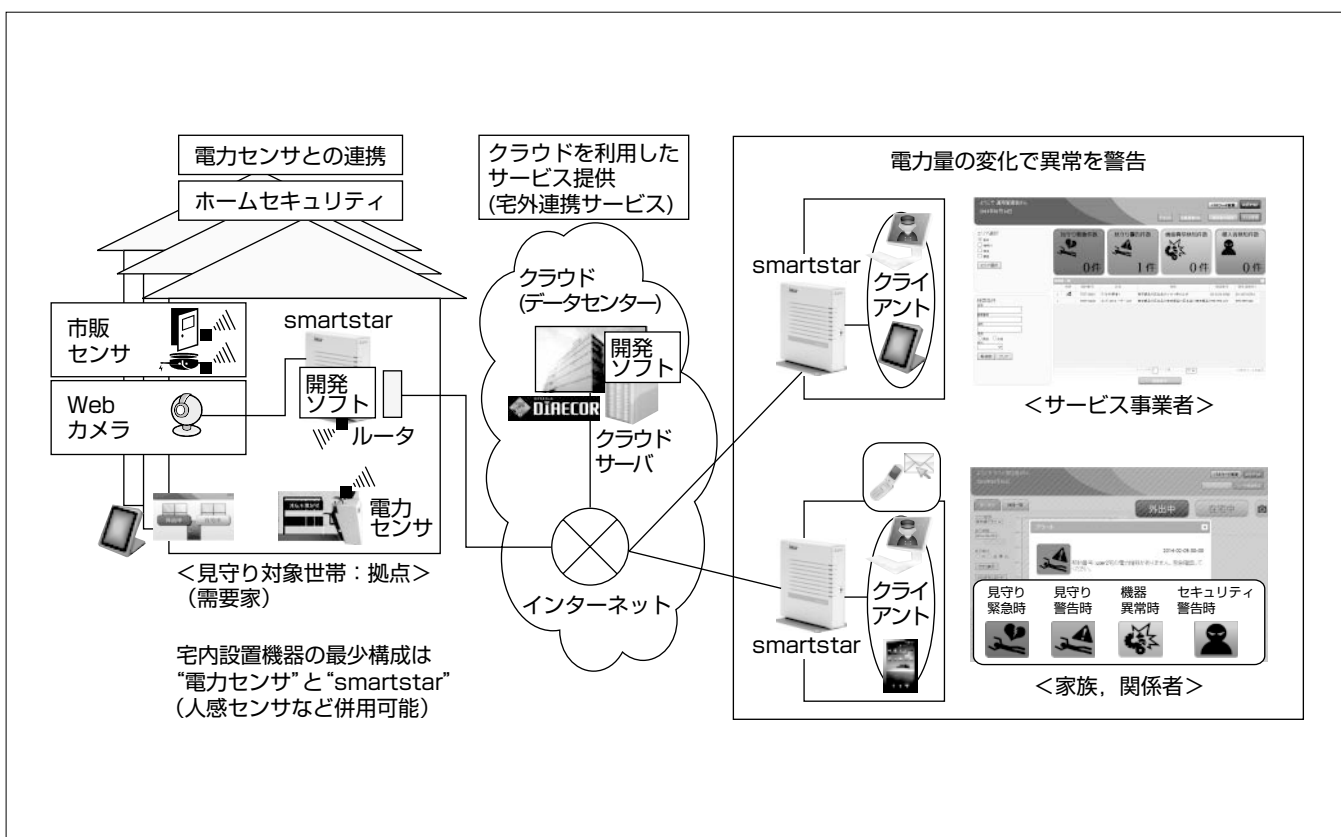 電力センサとの連携
ホームセキュリティ
市販
センサ
Web
カメラ
smartstar
開発
ソフト
ルータ
電力
センサ
<見守り対象世帯：拠点>
（需要家）
宅内設置機器の最少構成は
“電力センサ”と“smartstar”
（人感センサなど併用可能）
クラウドを利用した
サービス提供
(宅外連携サービス)
クラウド
(データセンター)
開発
ソフト
DIAECOR
クラウド
サーバ
インターネット
電力量の変化で異常を警告
smartstar
クライ
アント
0件
1件
0件
0件
<サービス事業者>
smartstar
クライ
アント
外出中
在宅中
アラート
見守り
緊急時
見守り
警告時
機器
異常時
セキュリティ
警告時
<家族，関係者>